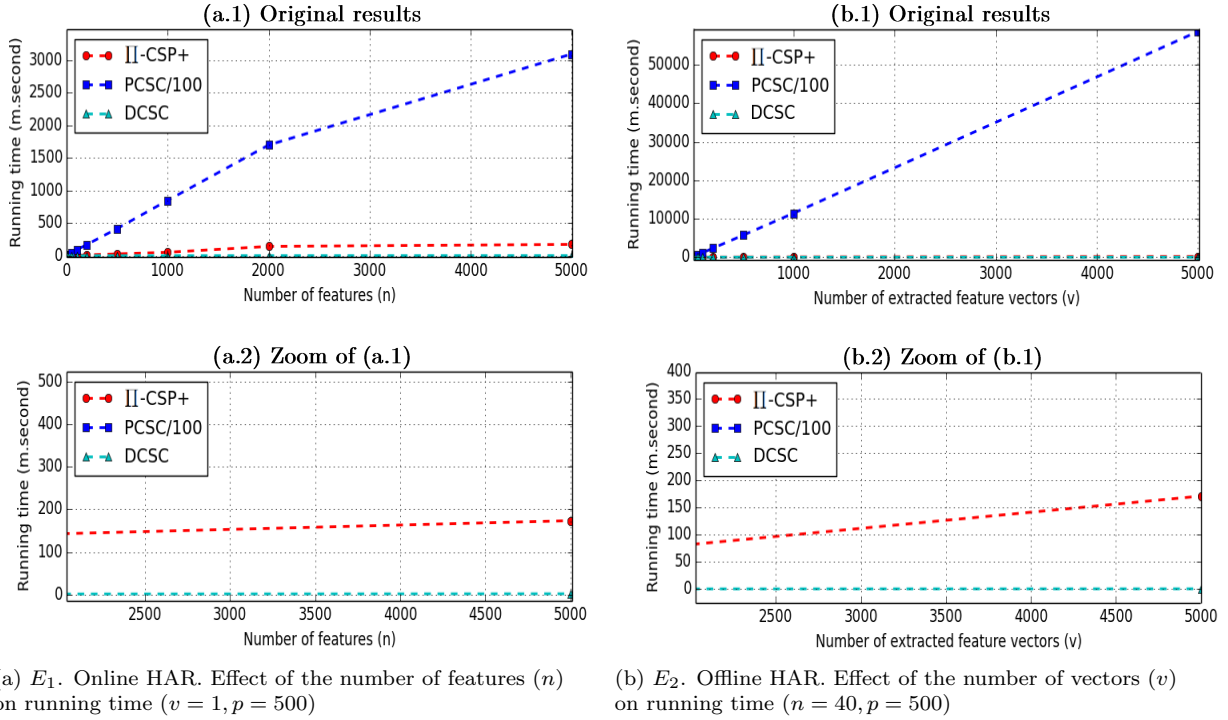 (a.1) Original results
Running time (m.second)
3000
2500
2000
1500
1000
500
0
∏-CSP+
PCSC/100
DCSC
0 1000 2000 3000 4000 5000
Number of features (n)
(b.1) Original results
Running time (m.second)
50000
40000
30000
20000
10000
0
∏-CSP+
PCSC/100
DCSC
1000 2000 3000 4000 5000
Number of extracted feature vectors (v)
(a.2) Zoom of (a.1)
Running time (m.second)
500
400
300
200
100
0
∐-CSP+
PCSC/100
DCSC
2500 3000 3500 4000 4500 5000
Number of features (n)
(b.2) Zoom of (b.1)
Running time (m.second)
400
350
300
250
200
150
100
50
0
∐-CSP+
PCSC/100
DCSC
2500 3000 3500 4000 4500 5000
Number of extracted feature vectors (v)
a) E₁. Online HAR. Effect of the number of features (n)
on running time (v = 1, p = 500)
(b) E₂. Offline HAR. Effect of the number of vectors (v)
on running time (n = 40, p = 500)